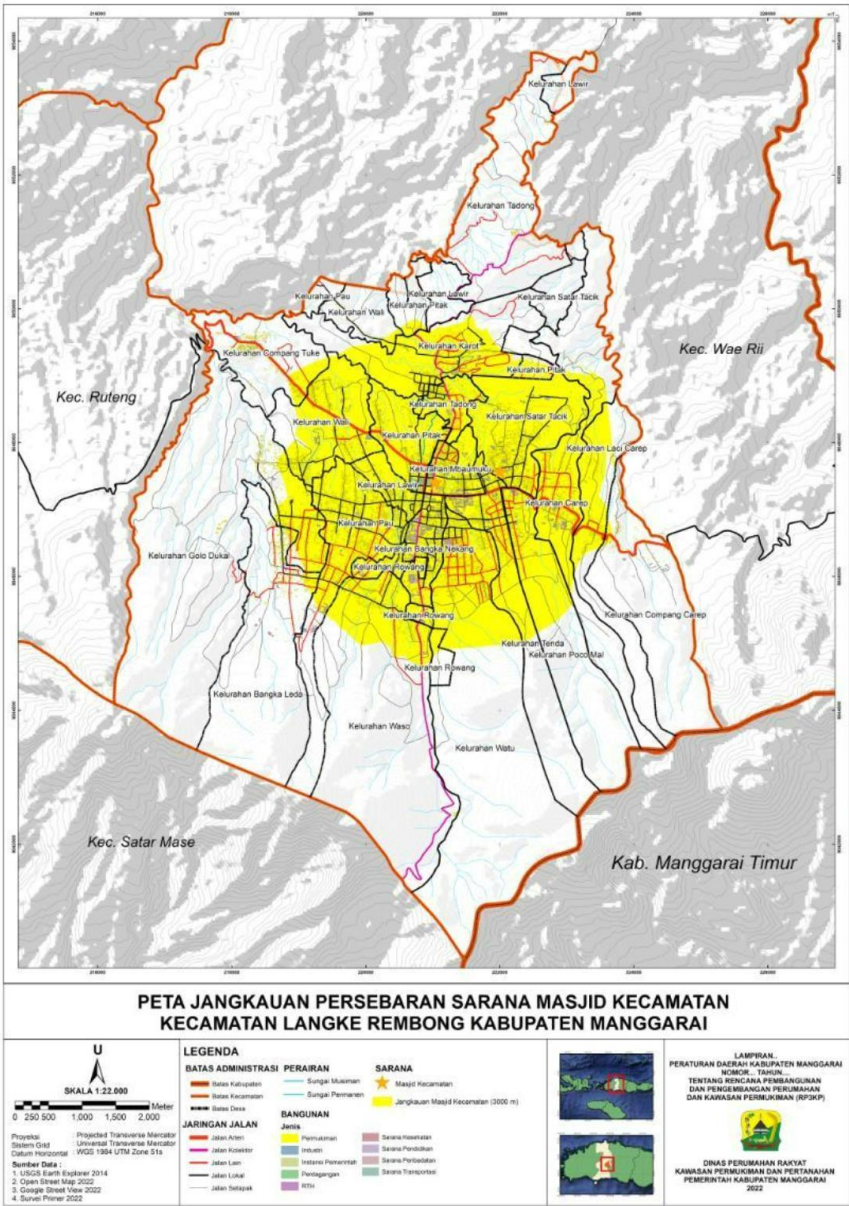 Kelurahan Lawir
Kelurahan Tadong
Kelurahan Pau
Kelurahan Lawir
Kelurahan Satar Tacik
Kelurahan Pitak
Kelurahan Wali
Kelurahan Karot
Kelurahan Compang Tuke
Kec. Wae Rii
Kelurahan Pitak
Kec. Ruteng
Kelurahan Tadong
Kelurahan Satar Tacik
Kelurahan Wali
Kelurahan Pitak
Kelurahan Laci Carep
Kelurahan Mbaumuku
Kelurahan Lawir
Kelurahan Carep
Kelurahan Pau
Kelurahan Bangka Nekang
Kelurahan Golo Dukal
Kelurahan Rowang
Kelurahan Rowang
Kelurahan Compang Carep
Kelurahan Tenda
Kelurahan Poco Mal
Kelurahan Rowang
Kelurahan Bangka Leda
Kelurahan Waso
Kelurahan Watu
Kec. Satar Mase
Kab. Manggarai Timur
PETA JANGKAUAN PERSEBARAN SARANA MASJID KECAMATAN
KECAMATAN LANGKE REMBONG KABUPATEN MANGGARAI
U
SKALA 1:22.000
Meter
0 250 500 1,000 1,500 2,000
Proyeksi : Projected Transverse Mercator
Sistem Grid : Universal Transverse Mercator
Datum Horizontal : WGS 1984 UTM Zone 51s
Sumber Data :
1. USGS Earth Explorer 2014
2. Open Street Map 2022
3. Google Street View 2022
4. Survei Primer 2022
LEGENDA
BATAS ADMINISTRASI
Batas Kabupaten
Batas Kecamatan
Batas Desa
JARINGAN JALAN
Jalan Arteri
Jalan Kolektor
Jalan Lain
Jalan Lokal
Jalan Setapak
PERAIRAN
Sungai Musiman
Sungai Permanen
BANGUNAN
Jenis
Permukiman
Industri
Instansi Pemerintah
Perdagangan
RTH
Sarana Kesehatan
Sarana Pendidikan
Sarana Peribadatan
Sarana Transportasi
SARANA
Masjid Kecamatan
Jangkauan Masjid Kecamatan (3000 m)
LAMPIRAN..
PERATURAN DAERAH KABUPATEN MANGGARAI
NOMOR... TAHUN....
TENTANG RENCANA PEMBANGUNAN
DAN PENGEMBANGAN PERUMAHAN
DAN KAWASAN PERMUKIMAN (RP3KP)
DINAS PERUMAHAN RAKYAT
KAWASAN PERMUKIMAN DAN PERTANAHAN
PEMERINTAH KABUPATEN MANGGARAI
2022